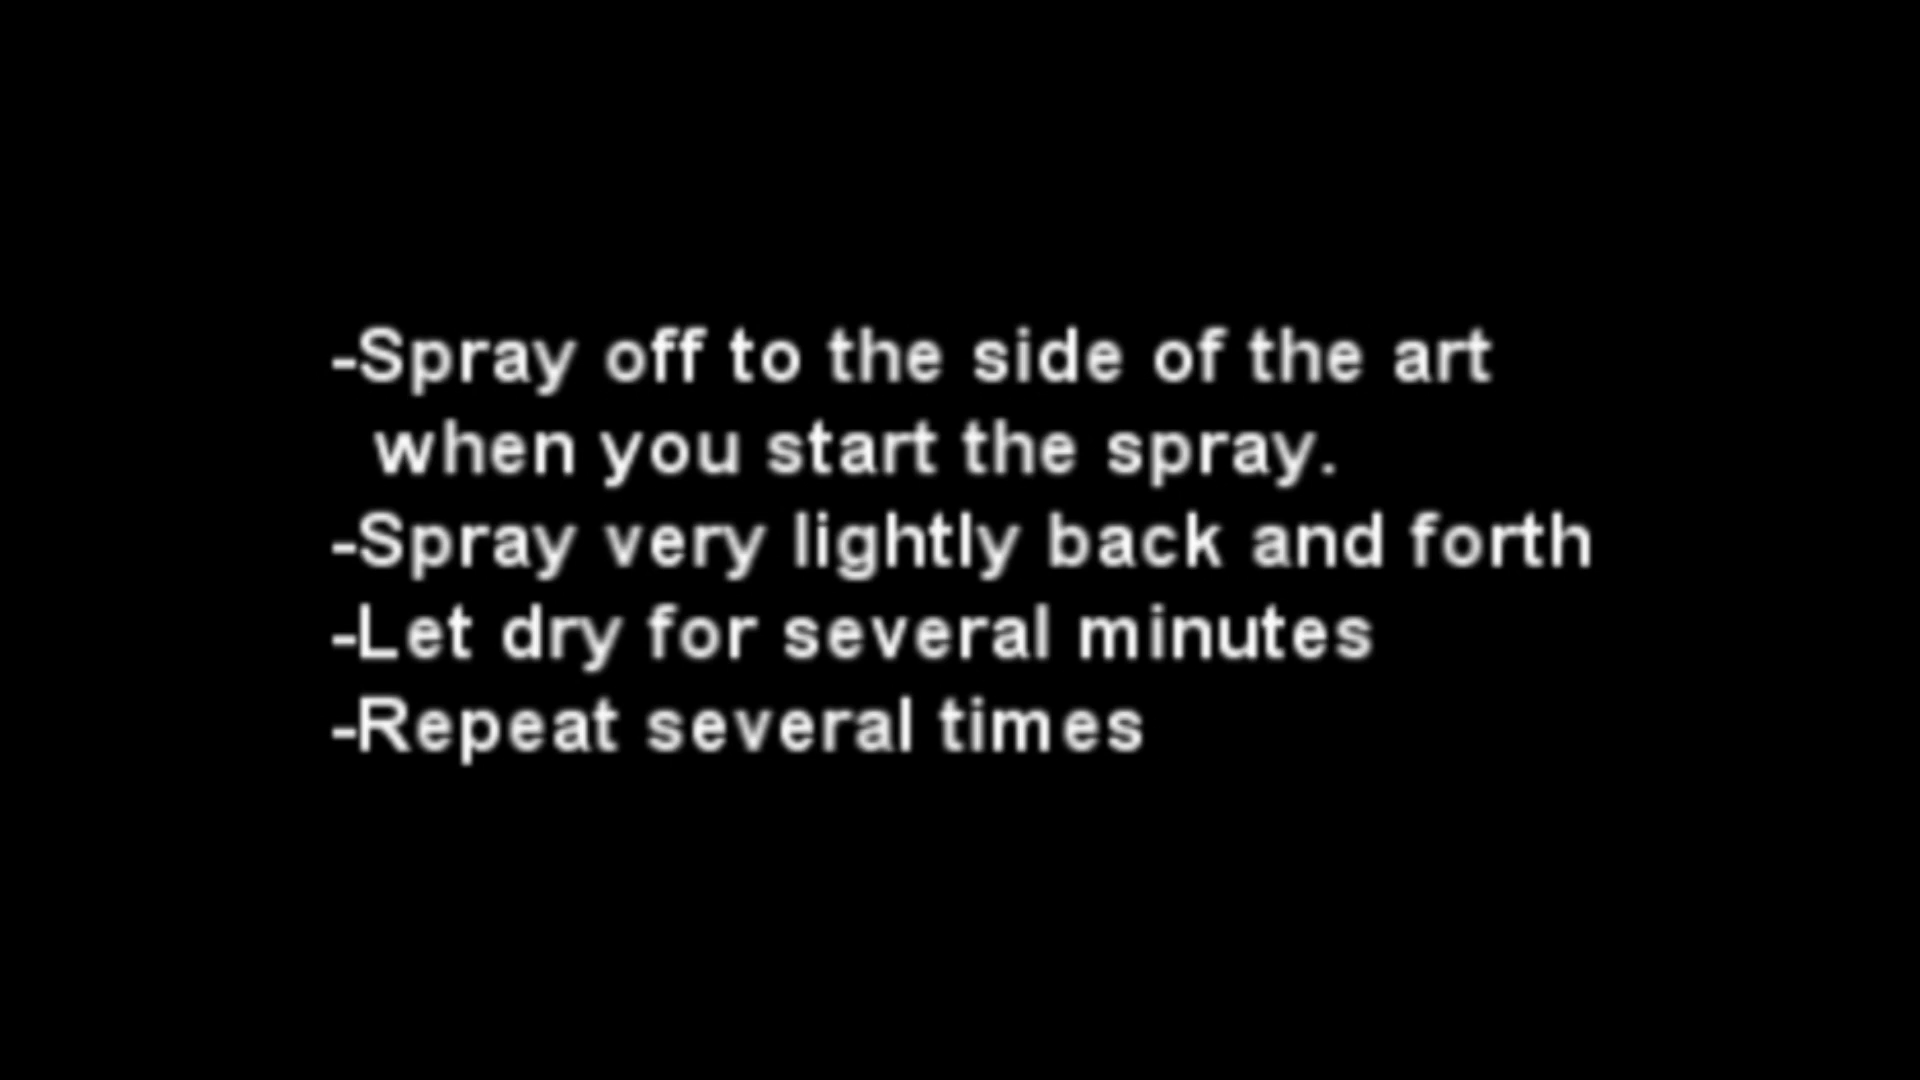 -Spray off to the side of the art
when you start the spray.
-Spray very lightly back and forth
-Let dry for several minutes
-Repeat several times